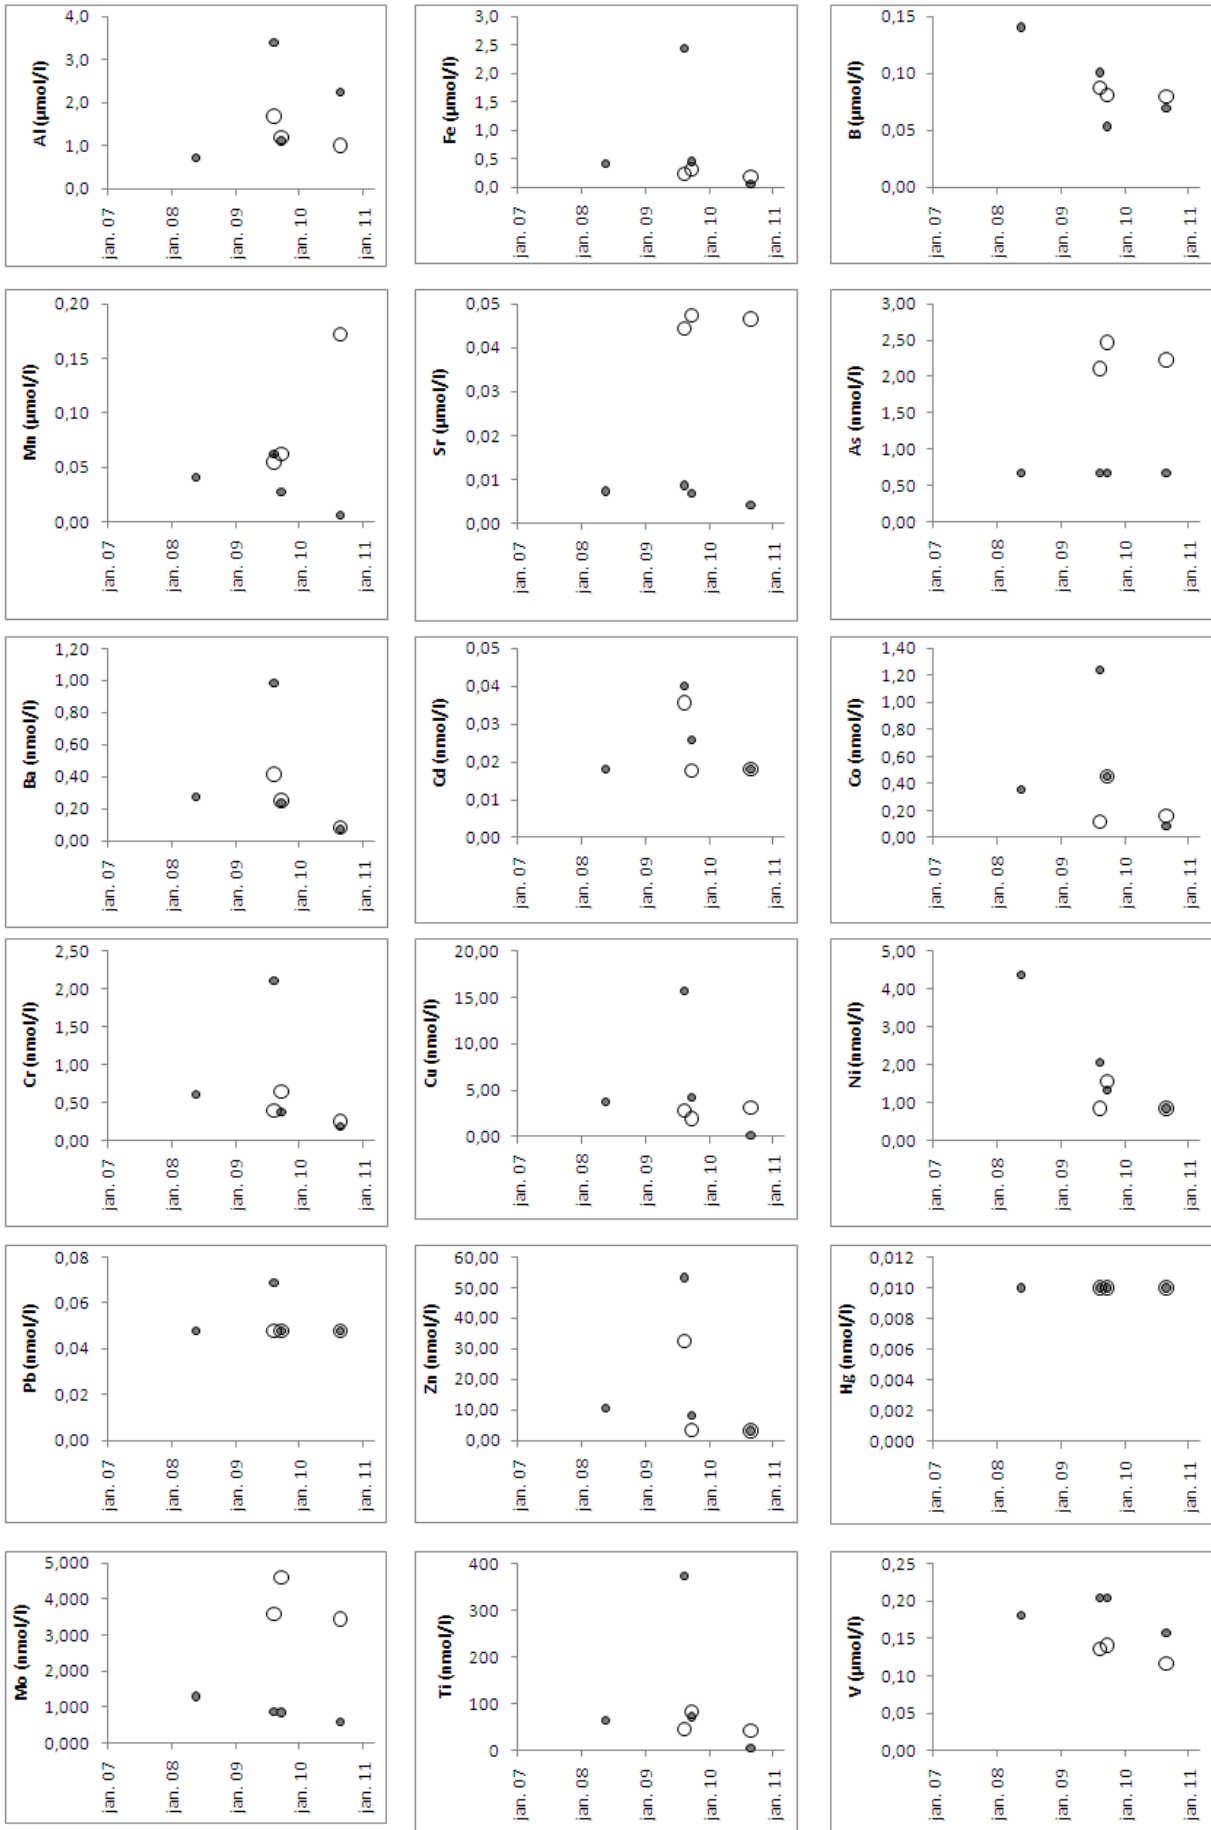 4,0
3,0
2,0
1,0
0,0
Al (µmol/l)
jan. 07
jan. 08
jan. 09
jan. 10
jan. 11
3,0
2,5
2,0
1,5
1,0
0,5
0,0
Fe (µmol/l)
jan. 07
jan. 08
jan. 09
jan. 10
jan. 11
0,15
0,10
0,05
0,00
B (µmol/l)
jan. 07
jan. 08
jan. 09
jan. 10
jan. 11
0,20
0,15
0,10
0,05
0,00
Mn (µmol/l)
jan. 07
jan. 08
jan. 09
jan. 10
jan. 11
0,05
0,04
0,03
0,02
0,01
0,00
Sr (µmol/l)
jan. 07
jan. 08
jan. 09
jan. 10
jan. 11
3,00
2,50
2,00
1,50
1,00
0,50
0,00
As (nmol/l)
jan. 07
jan. 08
jan. 09
jan. 10
jan. 11
1,20
1,00
0,80
0,60
0,40
0,20
0,00
Ba (nmol/l)
jan. 07
jan. 08
jan. 09
jan. 10
jan. 11
0,05
0,04
0,03
0,02
0,01
0,00
Cd (nmol/l)
jan. 07
jan. 08
jan. 09
jan. 10
jan. 11
1,40
1,20
1,00
0,80
0,60
0,40
0,20
0,00
Co (nmol/l)
jan. 07
jan. 08
jan. 09
jan. 10
jan. 11
2,50
2,00
1,50
1,00
0,50
0,00
Cr (nmol/l)
jan. 07
jan. 08
jan. 09
jan. 10
jan. 11
20,00
15,00
10,00
5,00
0,00
Cu (nmol/l)
jan. 07
jan. 08
jan. 09
jan. 10
jan. 11
5,00
4,00
3,00
2,00
1,00
0,00
Ni (nmol/l)
jan. 07
jan. 08
jan. 09
jan. 10
jan. 11
0,08
0,06
0,04
0,02
0,00
Pb (nmol/l)
jan. 07
jan. 08
jan. 09
jan. 10
jan. 11
60,00
50,00
40,00
30,00
20,00
10,00
0,00
Zn (nmol/l)
jan. 07
jan. 08
jan. 09
jan. 10
jan. 11
0,012
0,010
0,008
0,006
0,004
0,002
0,000
Hg (nmol/l)
jan. 07
jan. 08
jan. 09
jan. 10
jan. 11
5,000
4,000
3,000
2,000
1,000
0,000
Mo (nmol/l)
jan. 07
jan. 08
jan. 09
jan. 10
jan. 11
400
300
200
100
0
Ti (nmol/l)
jan. 07
jan. 08
jan. 09
jan. 10
jan. 11
0,25
0,20
0,15
0,10
0,05
0,00
V (µmol/l)
jan. 07
jan. 08
jan. 09
jan. 10
jan. 11